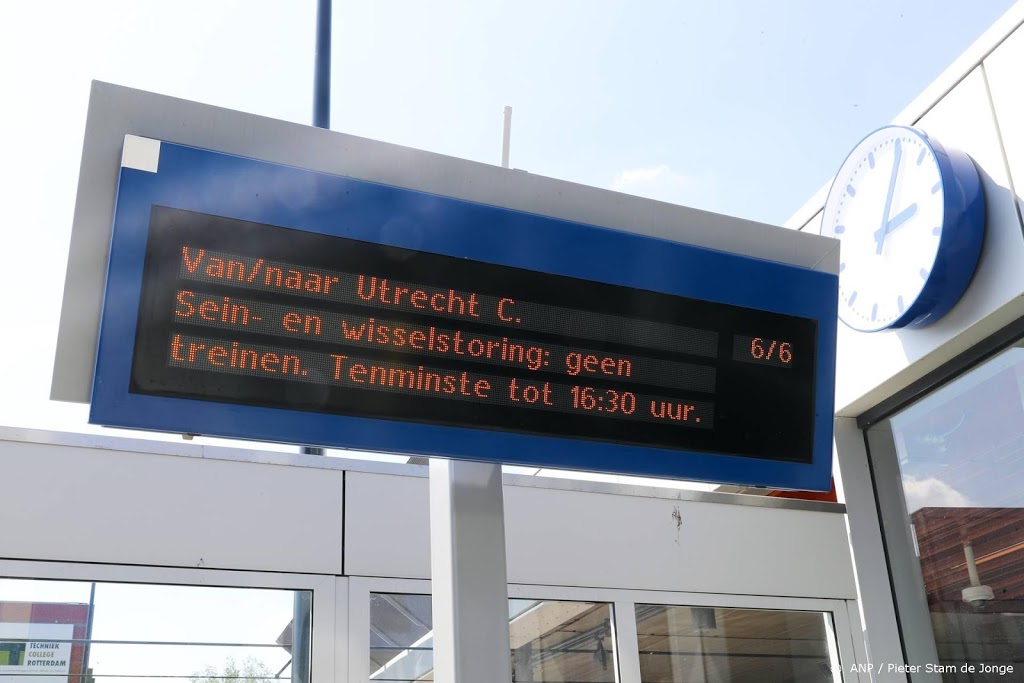 Van/naar Utrecht C.
Sein- en wisselstoring: geen
treinen. Tenminste tot 16:30 uur.
6/6
TECHNIEK
COLLEGE
ROTTERDAM
ANP / Pieter Stam de Jonge